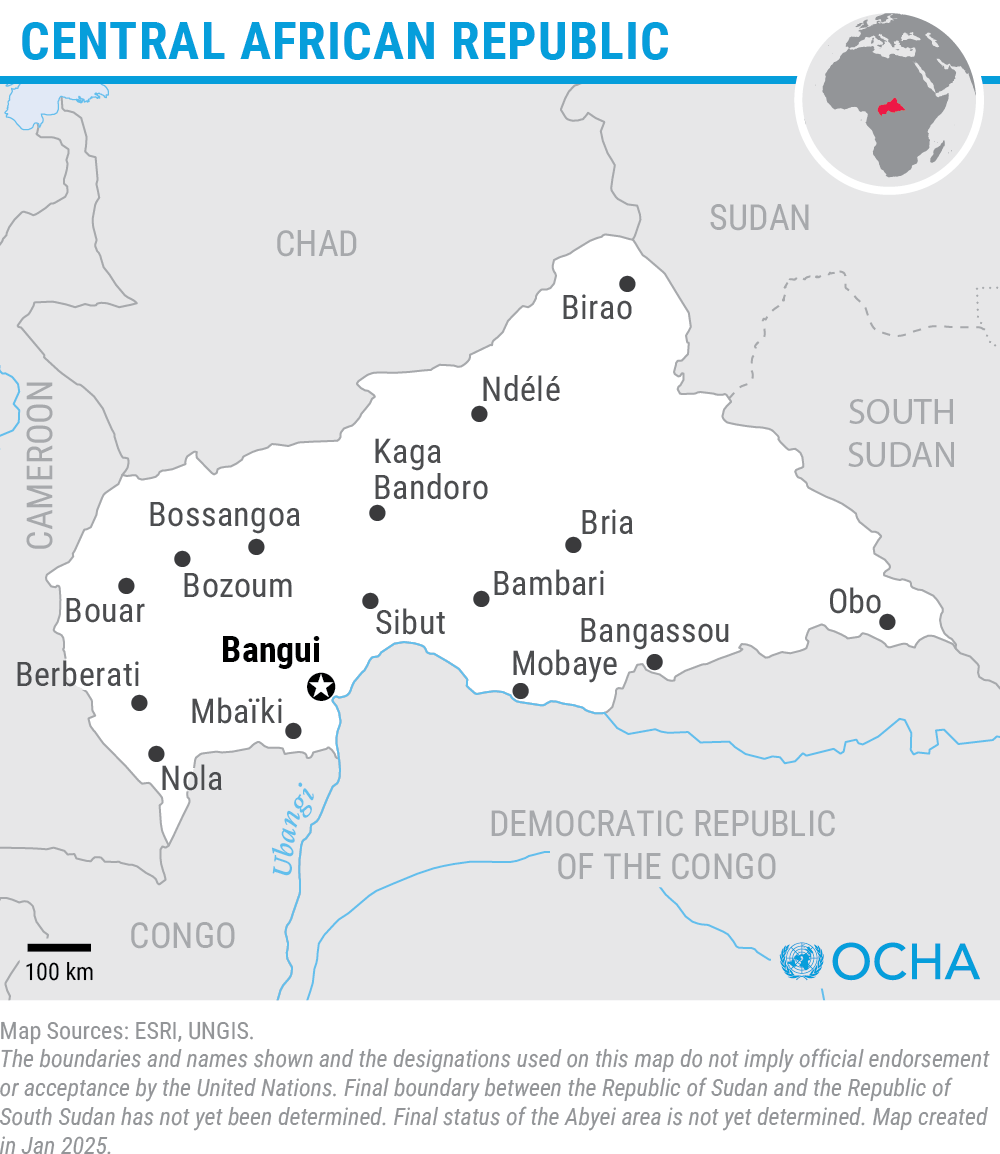 CENTRAL AFRICAN REPUBLIC
SUDAN
CHAD
Birao
Ndélé
CAMEROON
SOUTH
SUDAN
Kaga
Bandoro
Bossangoa
Bria
Bozoum
Bambari
Bouar
Obo
Sibut
Bangassou
Bangui
Mobaye
Berberati
Mbaïki
Nola
Ubangi
DEMOCRATIC REPUBLIC
OF THE CONGO
CONGO
100 km
OCHA
Map Sources: ESRI, UNGIS.
The boundaries and names shown and the designations used on this map do not imply official endorsement
or acceptance by the United Nations. Final boundary between the Republic of Sudan and the Republic of
South Sudan has not yet been determined. Final status of the Abyei area is not yet determined. Map created
in Jan 2025.